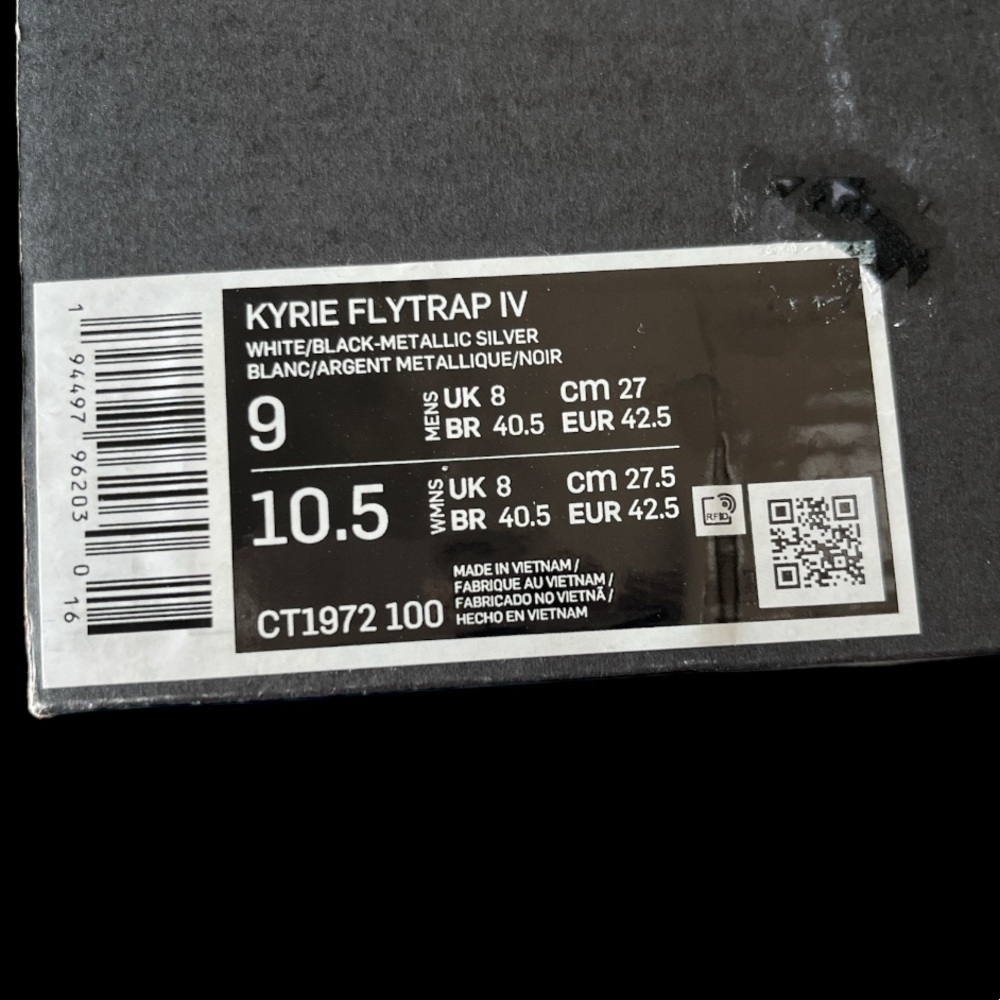 KYRIE FLYTRAP IV
WHITE/BLACK-METALLIC SILVER
BLANC/ARGENT METALLIQUE/NOIR
9 MENS UK 8 cm 27
BR 40.5 EUR 42.5
10.5 WMNS UK 8 cm 27.5
BR 40.5 EUR 42.5
RFID
MADE IN VIETNAM /
FABRIQUE AU VIETNAM /
FABRICADO NO VIETNÃ /
CT1972 100 HECHO EN VIETNAM
1 94497 96203 0 16